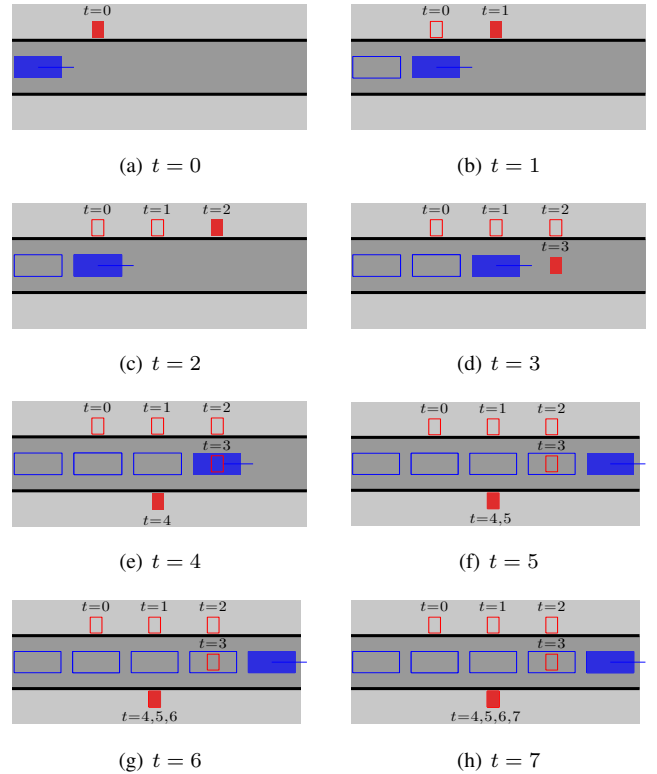 t=0
(a) t = 0
t=0 t=1
(b) t = 1
t=0 t=1 t=2
(c) t = 2
t=0 t=1 t=2
t=3
(d) t = 3
t=0 t=1 t=2
t=3
t=4
(e) t = 4
t=0 t=1 t=2
t=3
t=4,5
(f) t = 5
t=0 t=1 t=2
t=3
t=4,5,6
(g) t = 6
t=0 t=1 t=2
t=3
t=4,5,6,7
(h) t = 7